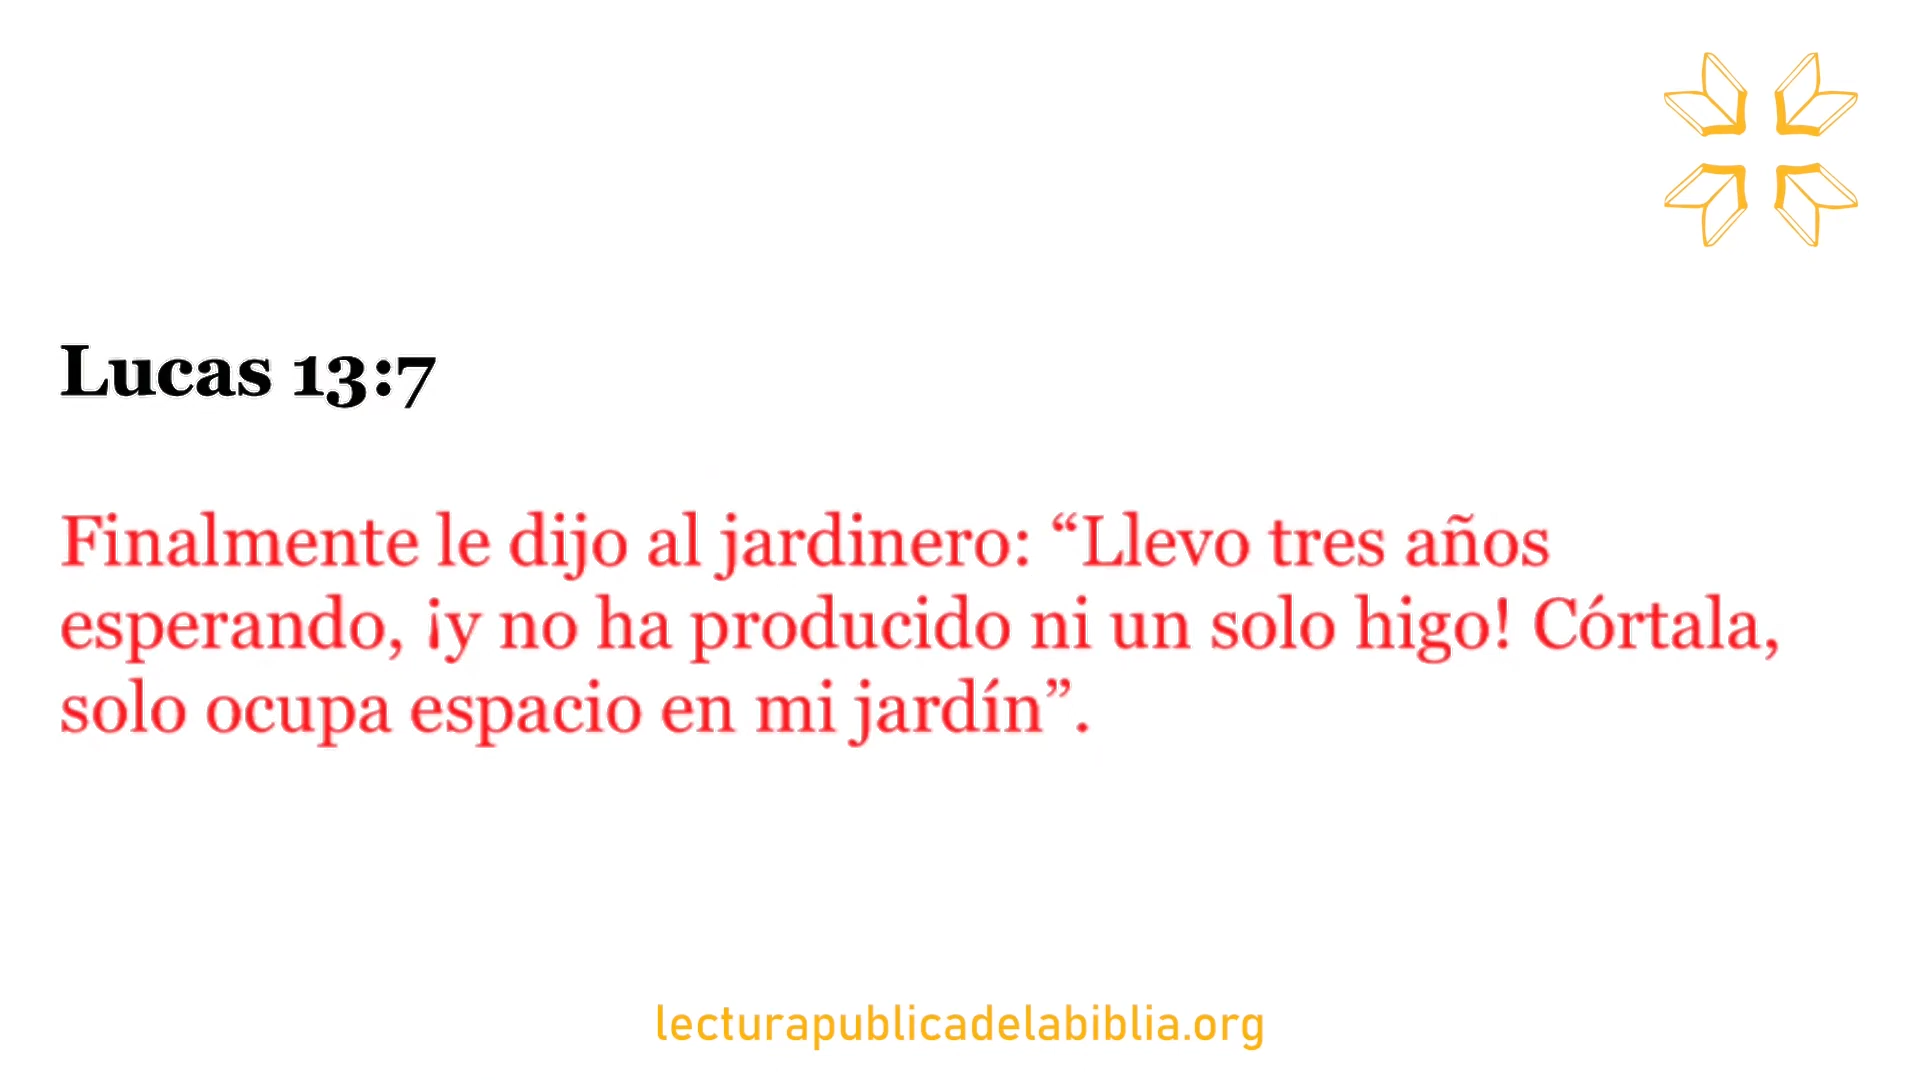 Lucas 13:7
Finalmente le dijo al jardinero: “Llevo tres años
esperando, ¡y no ha producido ni un solo higo! Córtala,
solo ocupa espacio en mi jardín”.
lecturapublicadelabiblia.org